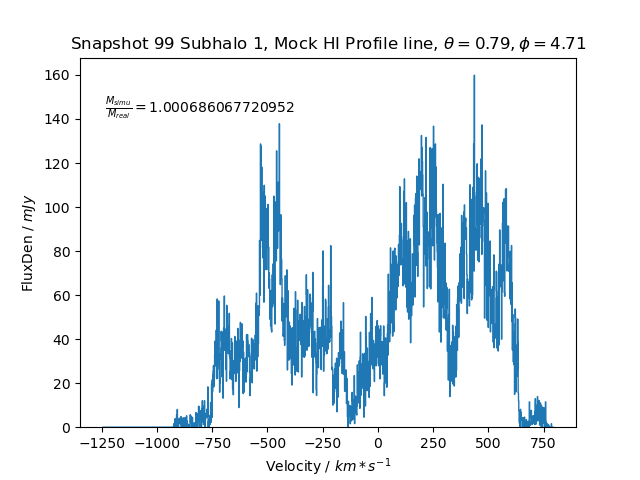 Snapshot 99 Subhalo 1, Mock HI Profile line, θ = 0.79, ϕ = 4.71
M_simu/M_real = 1.000686067720952
FluxDen / mJy
160
140
120
100
80
60
40
20
0
−1250 −1000 −750 −500 −250 0 250 500 750
Velocity / km * s⁻¹